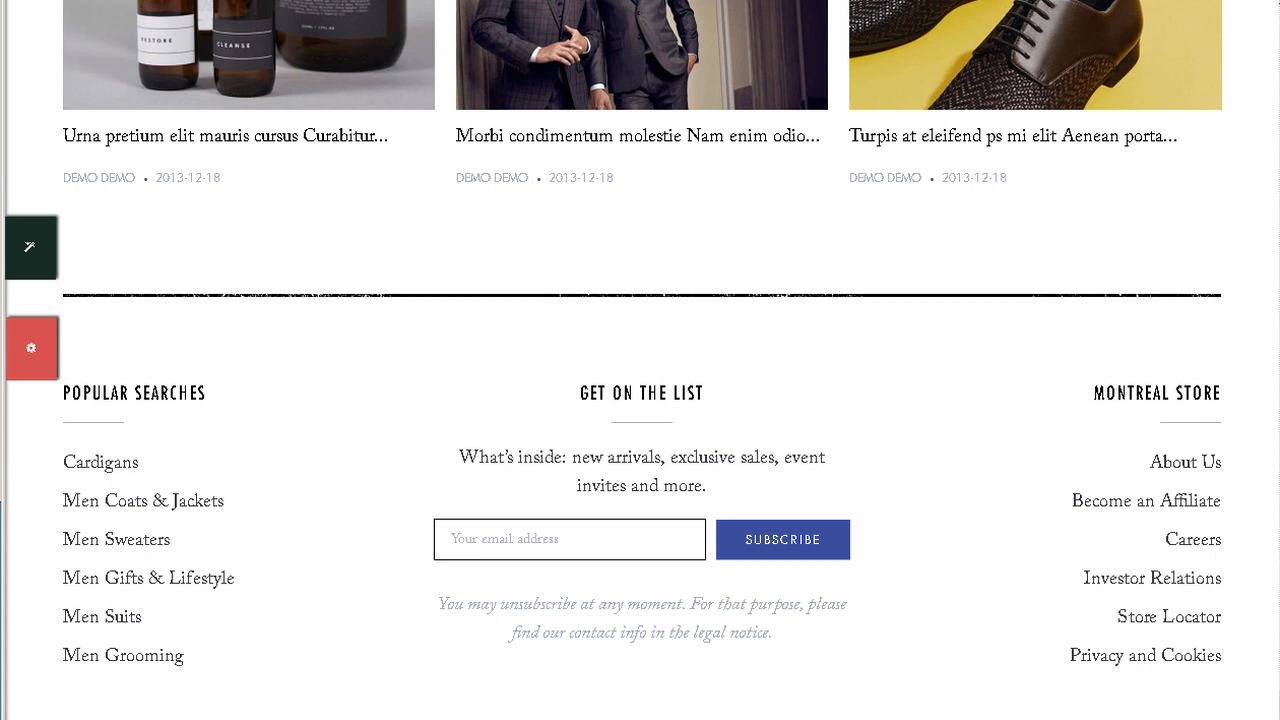 RESTORE
CLEANSE
Urna pretium elit mauris cursus Curabitur...
Morbi condimentum molestie Nam enim odio...
Turpis at eleifend ps mi elit Aenean porta...
DEMO DEMO • 2013-12-18
DEMO DEMO • 2013-12-18
DEMO DEMO • 2013-12-18
POPULAR SEARCHES
Cardigans
Men Coats & Jackets
Men Sweaters
Men Gifts & Lifestyle
Men Suits
Men Grooming
GET ON THE LIST
What's inside: new arrivals, exclusive sales, event
invites and more.
Your email address
SUBSCRIBE
You may unsubscribe at any moment. For that purpose, please
find our contact info in the legal notice.
MONTREAL STORE
About Us
Become an Affiliate
Careers
Investor Relations
Store Locator
Privacy and Cookies